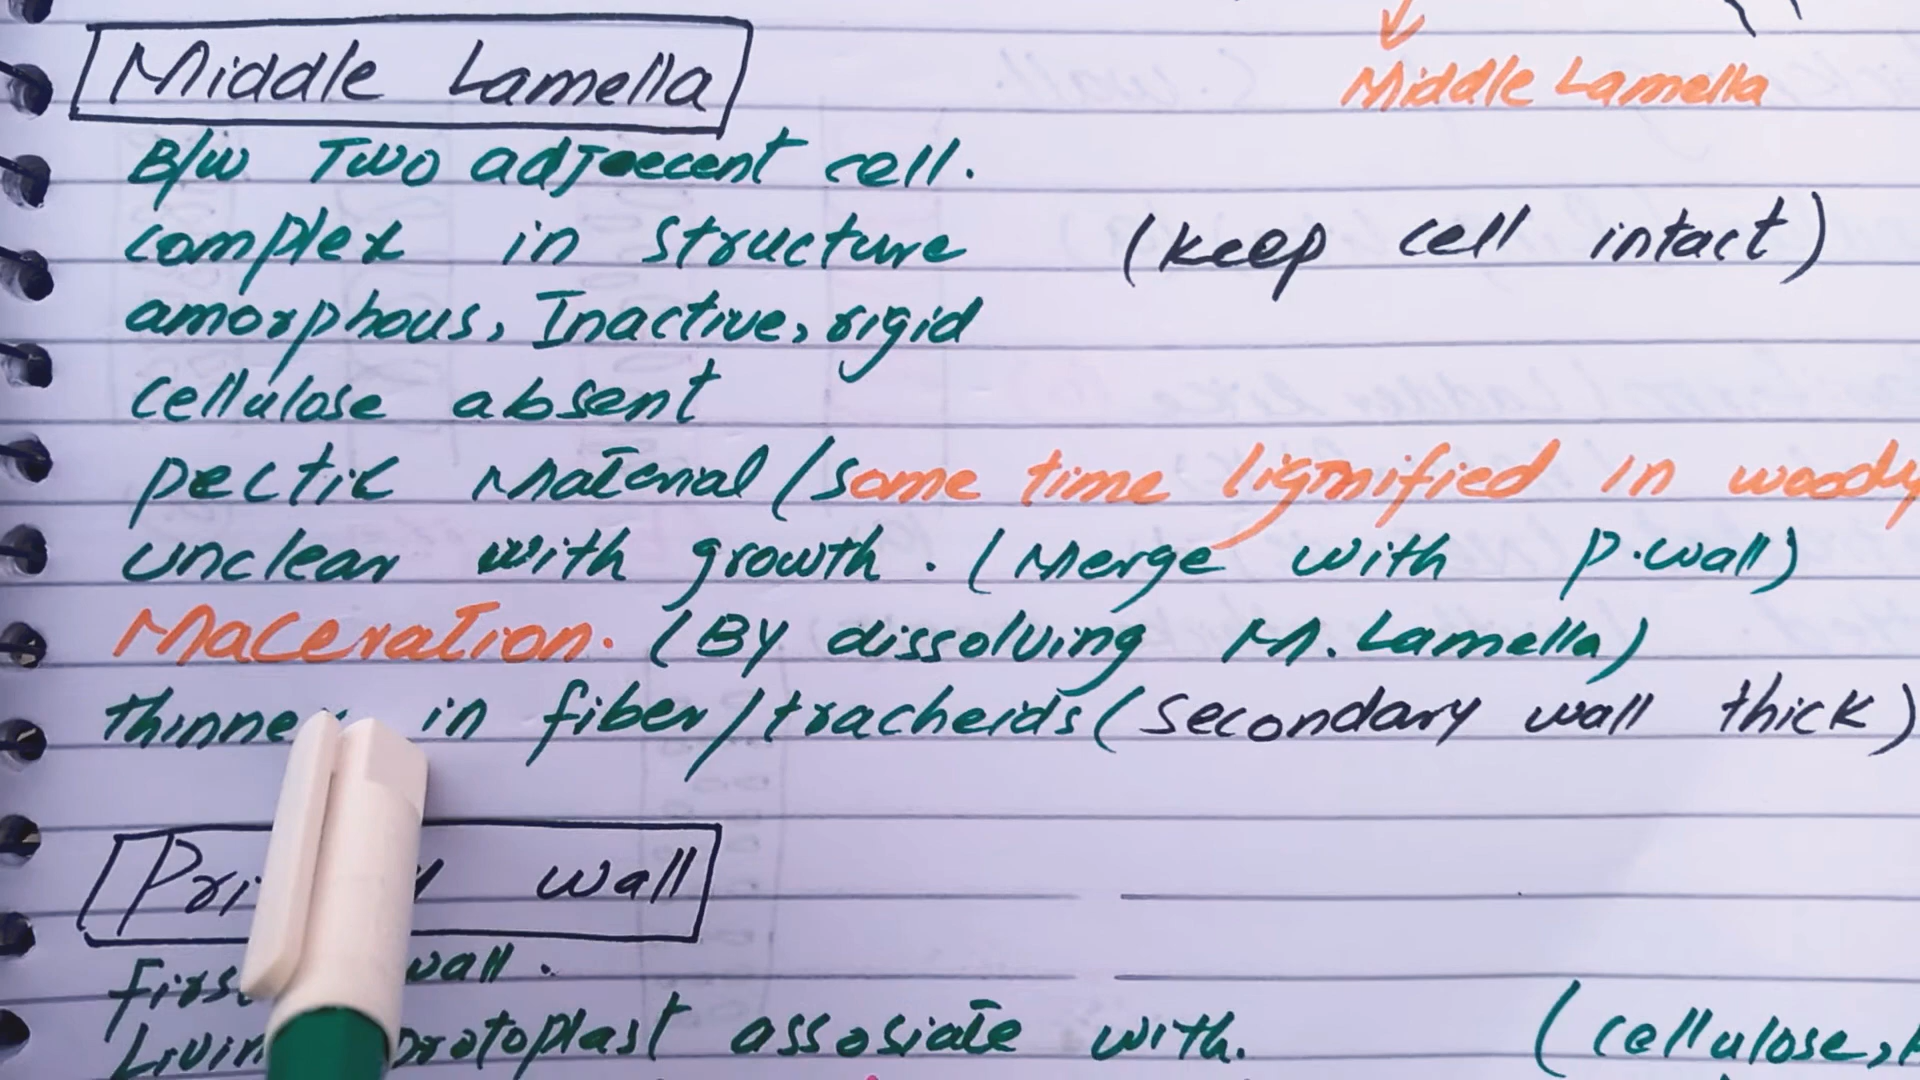 Middle Lamella
Middle Lamella
B/w Two adjecent cell.
complex in structure (keep cell intact)
amorphous, Inactive, rigid
cellulose absent
pectic Material (some time ligmified in woody
unclear with growth. (Merge with p.wall)
Maceration. (By dissolving M. Lamella)
thinner in fiber/tracheids (secondary wall thick)
wall
wall.
protoplast assosiate with. (cellulose,